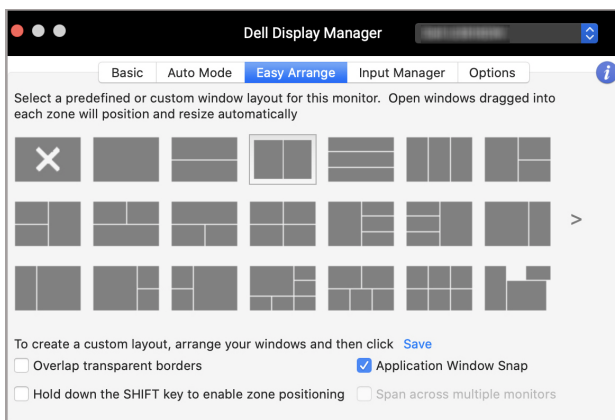 Dell Display Manager
Basic Auto Mode Easy Arrange Input Manager Options
i
Select a predefined or custom window layout for this monitor. Open windows dragged into
each zone will position and resize automatically
>
To create a custom layout, arrange your windows and then click Save
Overlap transparent borders
Application Window Snap
Hold down the SHIFT key to enable zone positioning
Span across multiple monitors